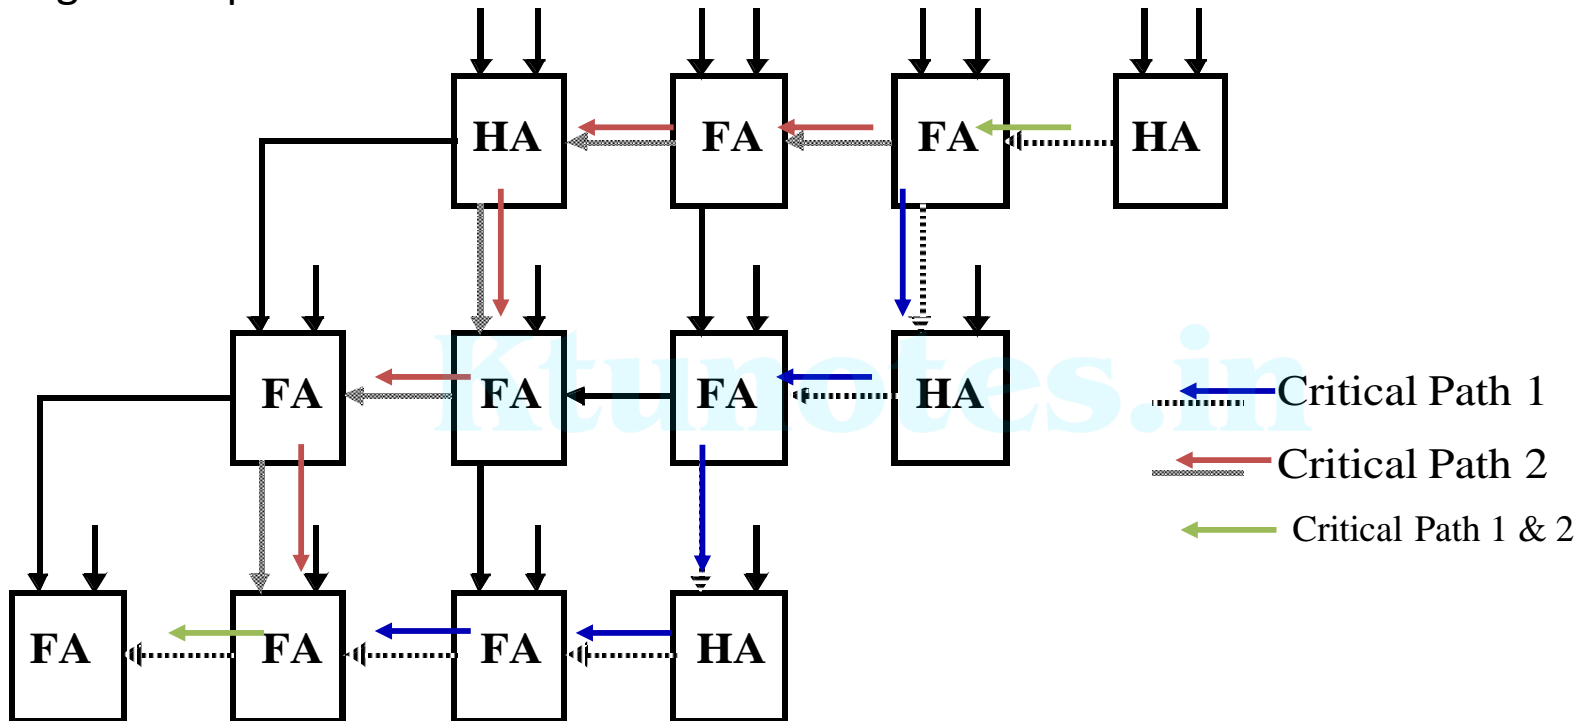 HA FA FA HA
FA FA FA HA
Critical Path 1
Critical Path 2
Critical Path 1 & 2
FA FA FA HA
Ktunotes.in